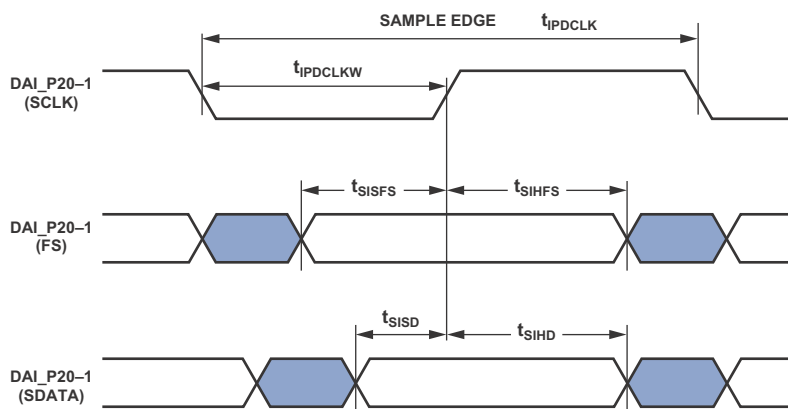 SAMPLE EDGE
tIPDCLK
tIPDCLKW
DAI_P20–1
(SCLK)
tSISFS
tSIHFS
DAI_P20–1
(FS)
tSISD
tSIHD
DAI_P20–1
(SDATA)